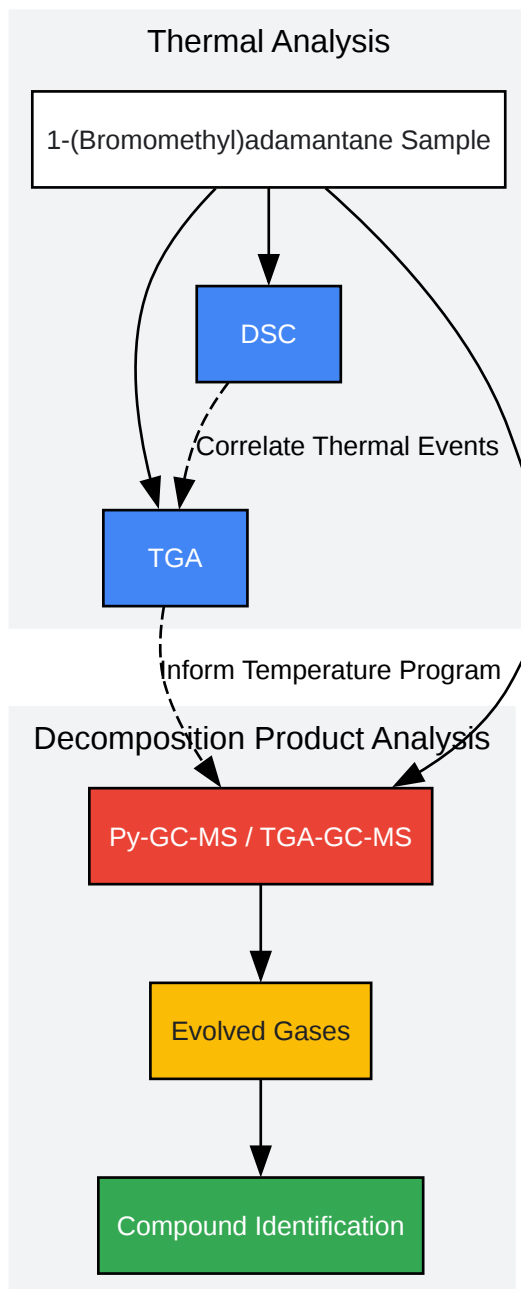 Thermal Analysis
1-(Bromomethyl)adamantane Sample
DSC
Correlate Thermal Events
TGA
Inform Temperature Program
Decomposition Product Analysis
Py-GC-MS / TGA-GC-MS
Evolved Gases
Compound Identification